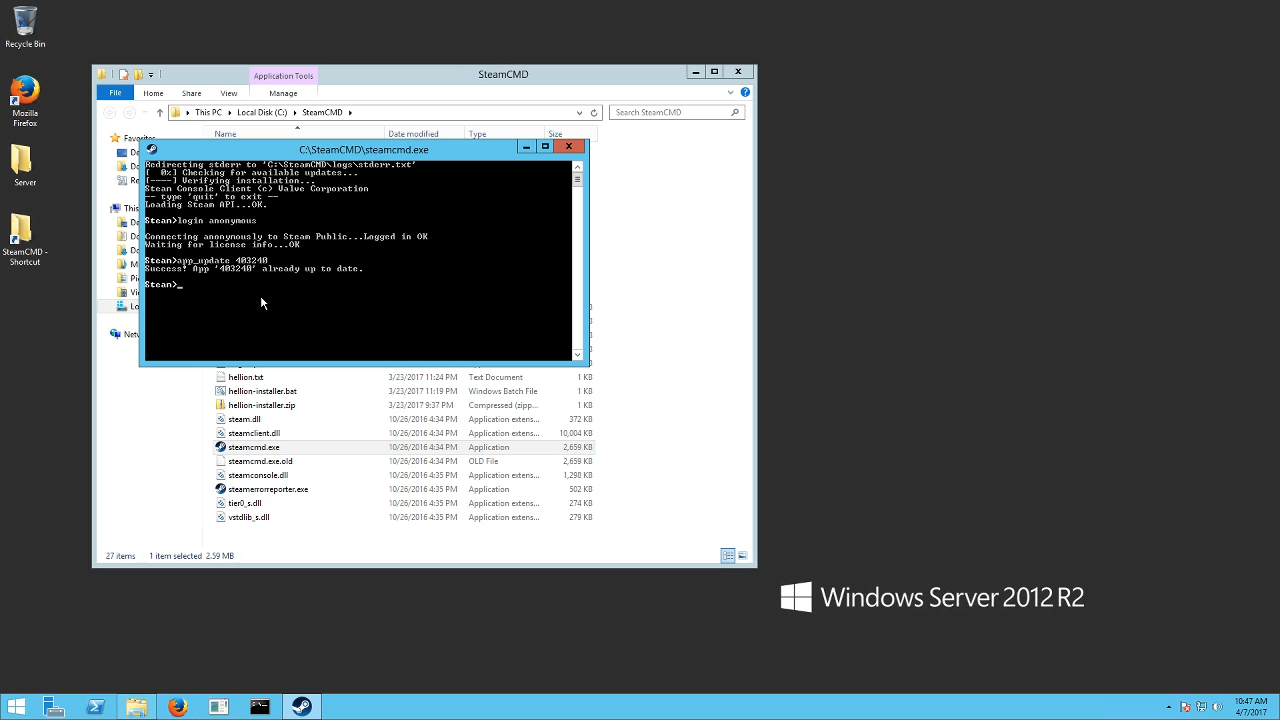 Recycle Bin
Mozilla
Firefox
Server
SteamCMD -
Shortcut
Application Tools
SteamCMD
File
Home
Share
View
Manage
This PC
Local Disk (C:)
SteamCMD
Search SteamCMD
Name
Date modified
Type
Size
Favorites
C:\SteamCMD\steamcmd.exe
Redirecting stderr to 'C:\SteamCMD\logs\stderr.txt'
[  0%] Checking for available updates...
[----] Verifying installation...
Steam Console Client (c) Valve Corporation
-- type 'quit' to exit --
Loading Steam API...OK.
Steam>login anonymous
Connecting anonymously to Steam Public...Logged in OK
Waiting for license info...OK
Steam>app_update 403240
Success! App '403240' already up to date.
Steam>_
hellion.txt 3/23/2017 11:24 PM Text Document 1 KB
hellion-installer.bat 3/23/2017 11:19 PM Windows Batch File 1 KB
hellion-installer.zip 3/23/2017 9:37 PM Compressed (zipp... 1 KB
steam.dll 10/26/2016 4:34 PM Application extens... 372 KB
steamclient.dll 10/26/2016 4:34 PM Application extens... 10,004 KB
steamcmd.exe 10/26/2016 4:34 PM Application 2,659 KB
steamcmd.exe.old 10/26/2016 4:34 PM OLD File 2,659 KB
steamconsole.dll 10/26/2016 4:35 PM Application extens... 1,298 KB
steamerrorreporter.exe 10/26/2016 4:35 PM Application 502 KB
tier0_s.dll 10/26/2016 4:35 PM Application extens... 274 KB
vstdlib_s.dll 10/26/2016 4:35 PM Application extens... 279 KB
27 items 1 item selected 2.59 MB
Windows Server 2012 R2
10:47 AM
4/7/2017